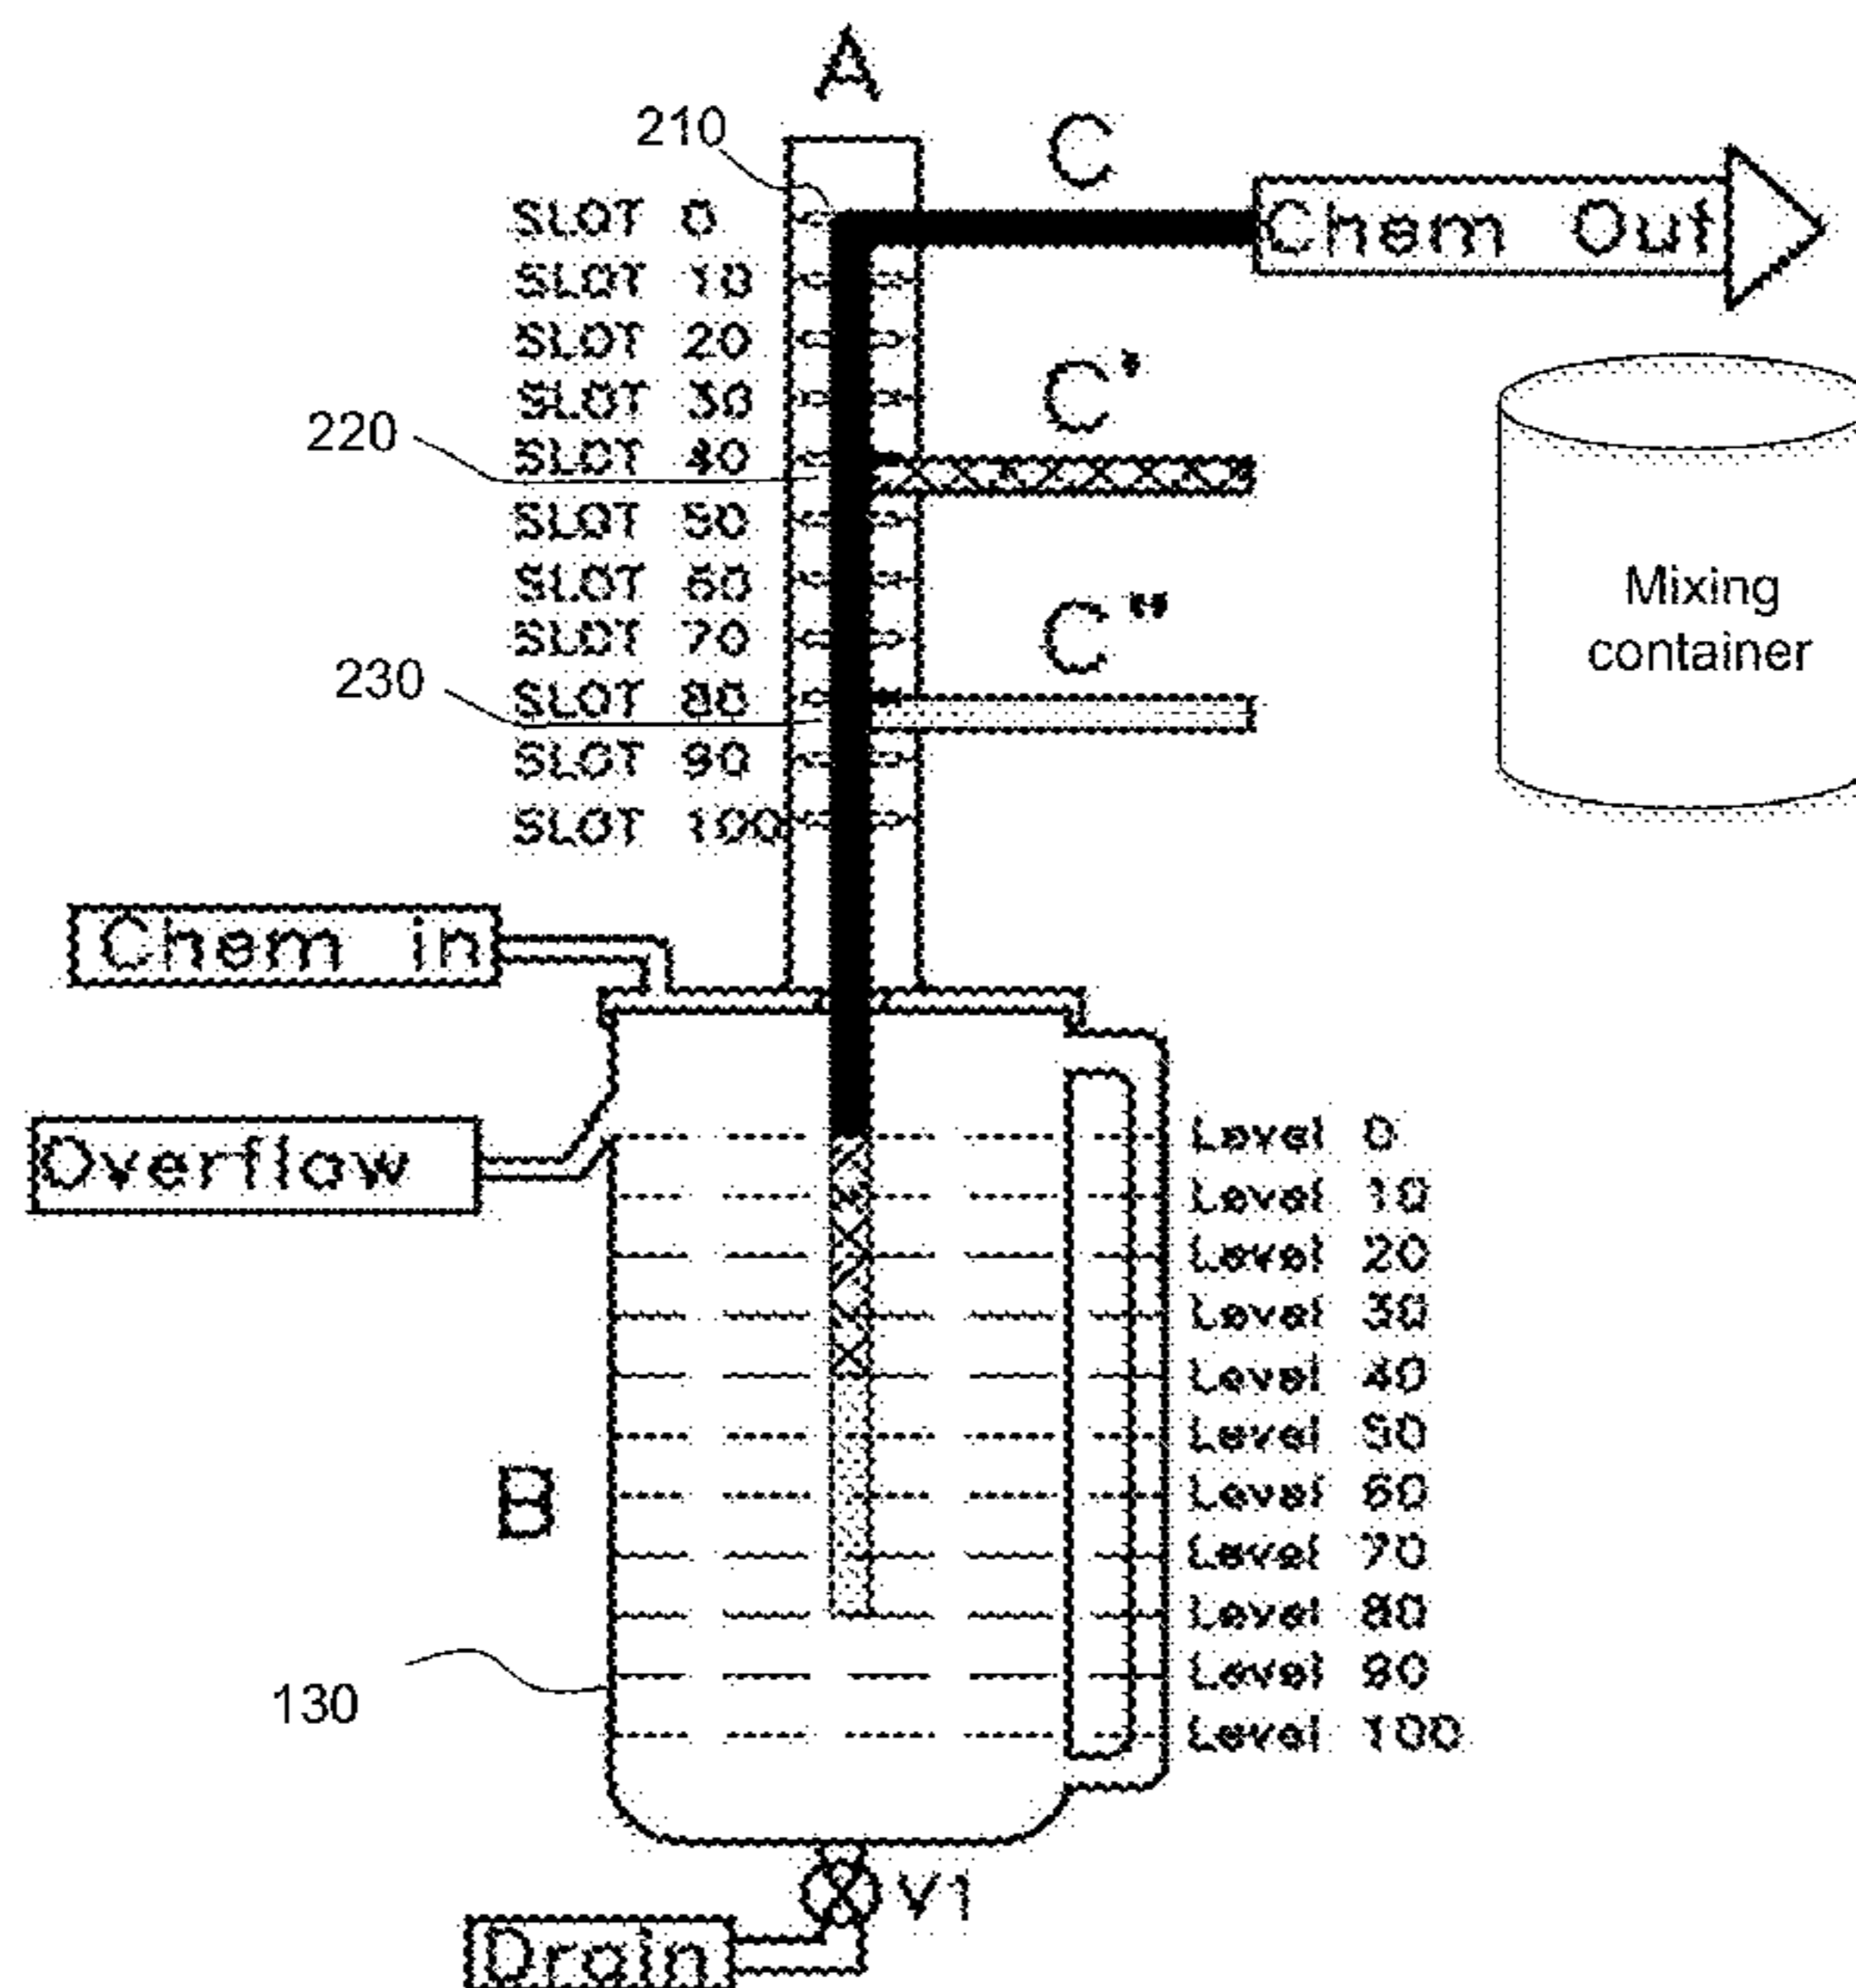 A
210
C
SLOT 0
Chem Out
SLOT 10
SLOT 20
C'
SLOT 30
220
SLOT 40
SLOT 50
C"
SLOT 60
Mixing
container
SLOT 70
230
SLOT 80
SLOT 90
SLOT 100
Chem in
Overflow
Level 0
Level 10
Level 20
Level 30
Level 40
Level 50
B
Level 60
Level 70
Level 80
130
Level 90
Level 100
V1
Drain